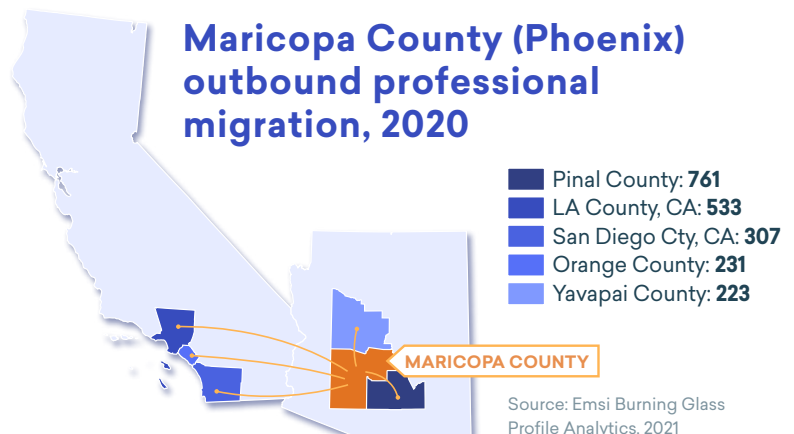 Maricopa County (Phoenix)
outbound professional
migration, 2020
Pinal County: 761
LA County, CA: 533
San Diego Cty, CA: 307
Orange County: 231
Yavapai County: 223
MARICOPA COUNTY
Source: Emsi Burning Glass
Profile Analytics, 2021